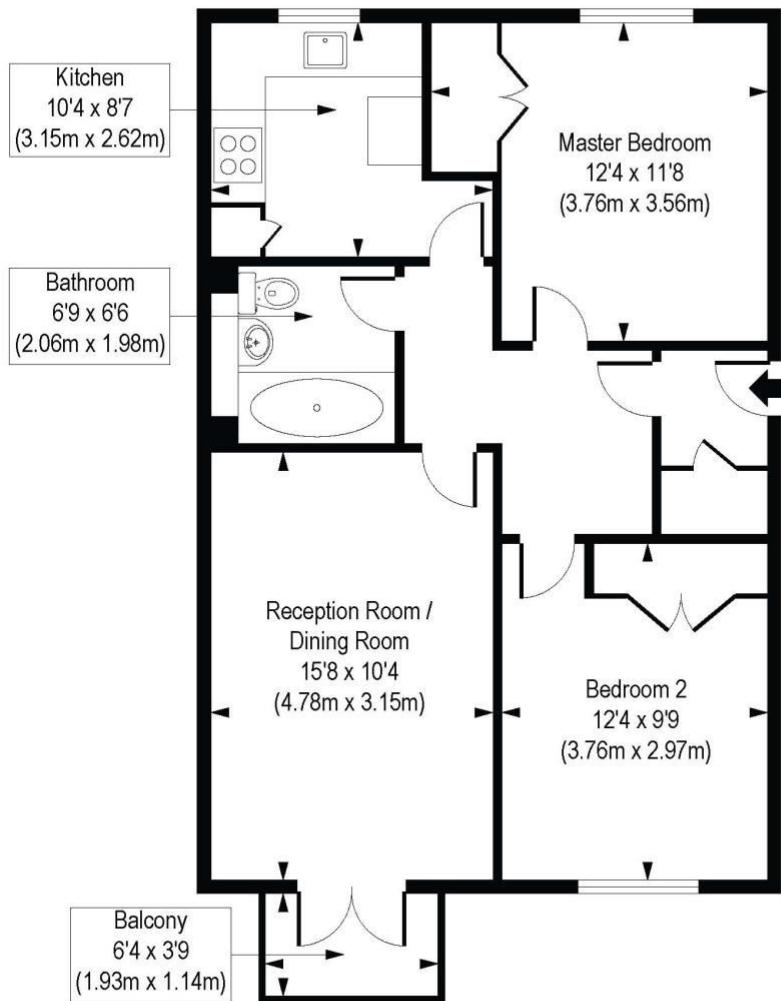 Kitchen
10'4 x 8'7
(3.15m x 2.62m)
Master Bedroom
12'4 x 11'8
(3.76m x 3.56m)
Bathroom
6'9 x 6'6
(2.06m x 1.98m)
Reception Room /
Dining Room
15'8 x 10'4
(4.78m x 3.15m)
Bedroom 2
12'4 x 9'9
(3.76m x 2.97m)
Balcony
6'4 x 3'9
(1.93m x 1.14m)